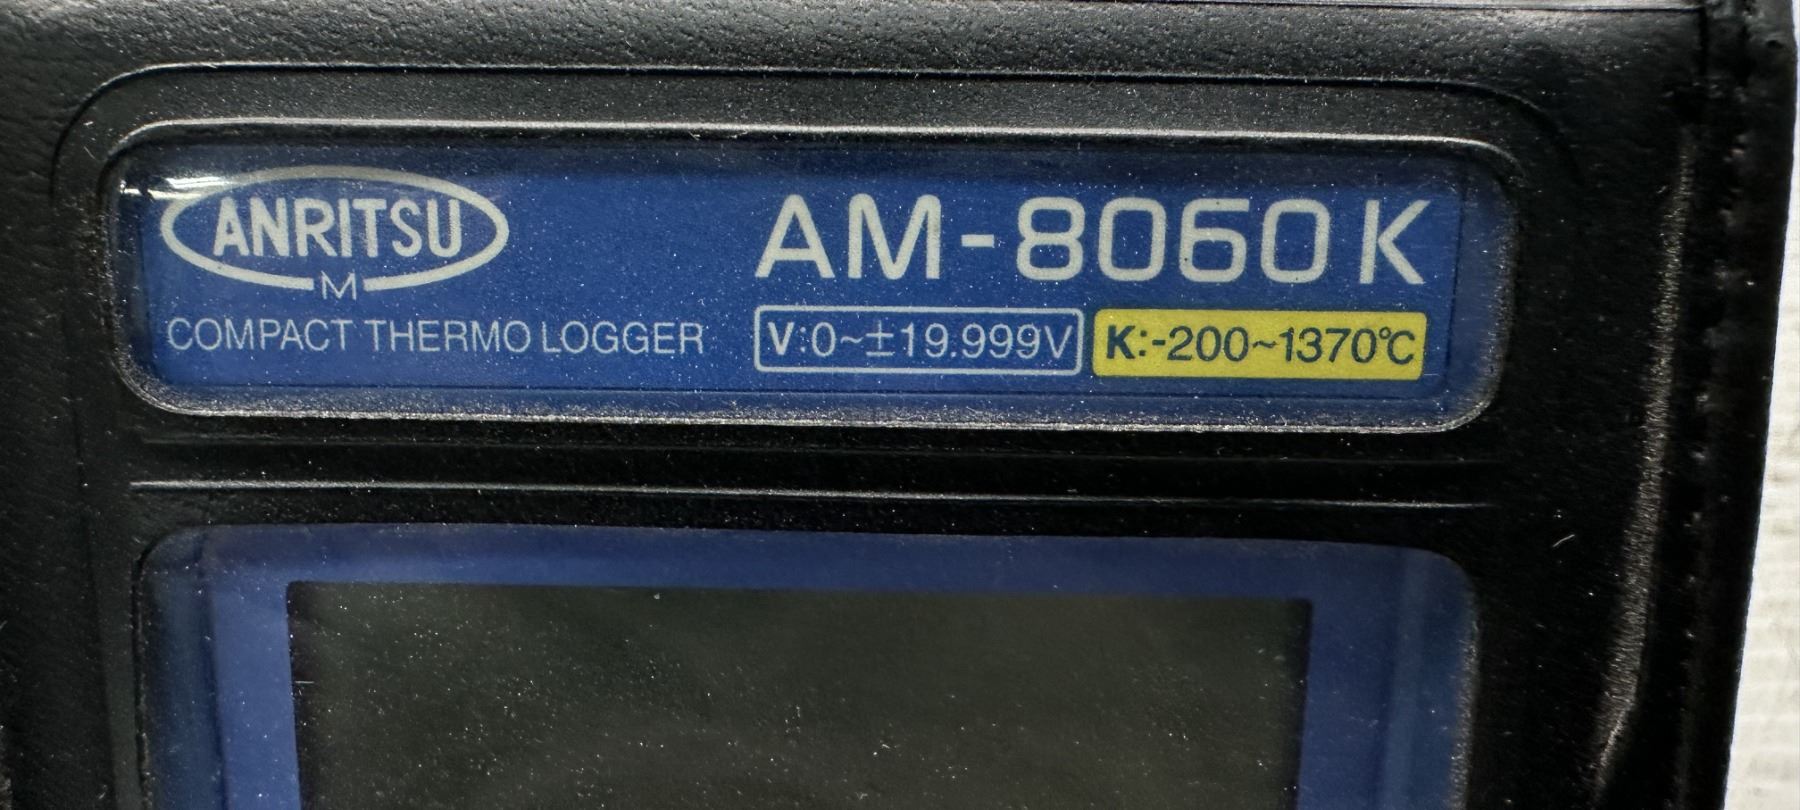 ANRITSU
M
AM-8060K
COMPACT THERMO LOGGER
V:0~±19.999V
K:-200~1370℃